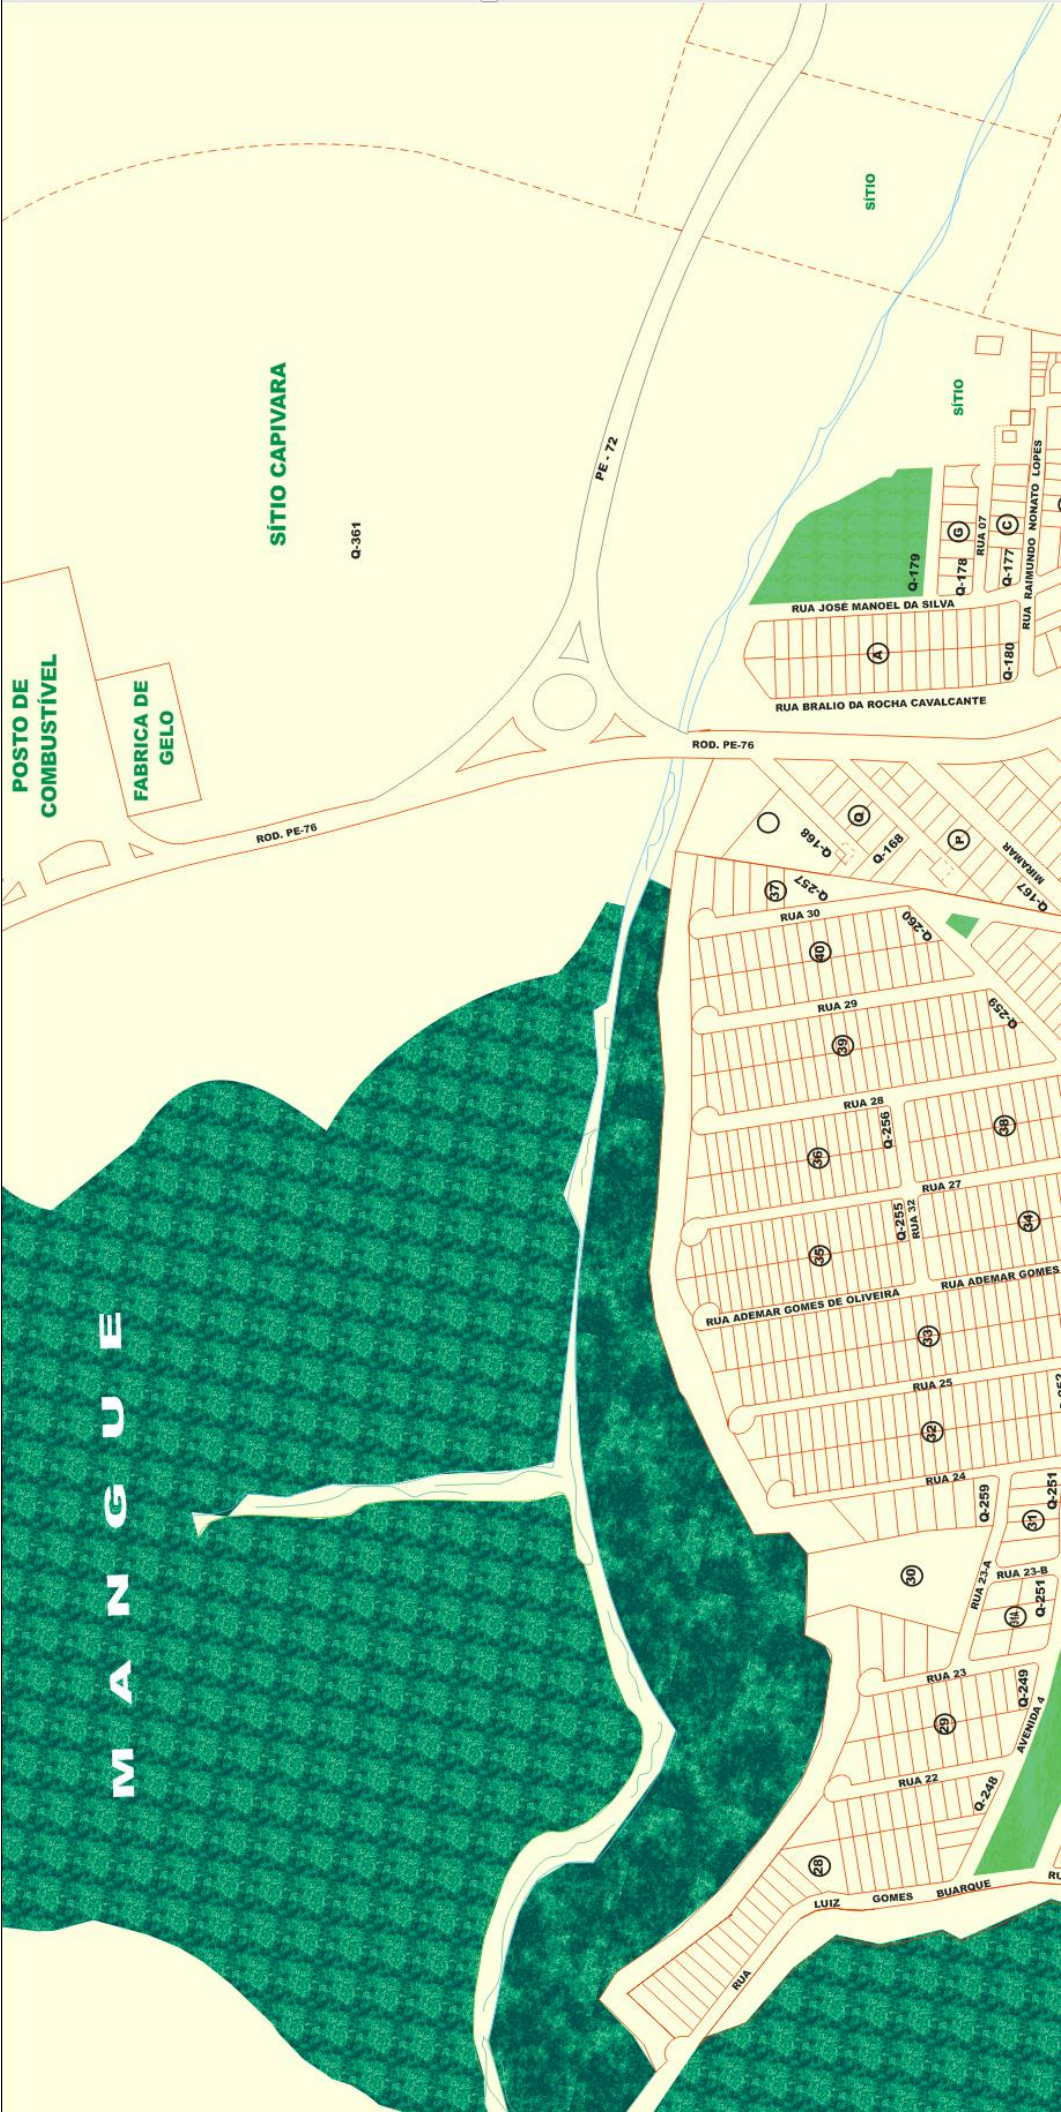 SÍTIO
SÍTIO CAPIVARA
SÍTIO
PE - 72
Q-361
RUA RAIMUNDO NONATO LOPES
G
C
RUA 07
Q-179
Q-178
Q-177
RUA JOSÉ MANOEL DA SILVA
A
Q-180
RUA BRALIO DA ROCHA CAVALCANTE
POSTO DE
COMBUSTÍVEL
FABRICA DE
GELO
ROD. PE-76
ROD. PE-76
Q
P
Q-168
Q-168
MIRAMAR
Q-167
37
Q-257
RUA 30
40
Q-260
RUA 29
39
Q-259
RUA 28
36
Q-256
38
RUA 27
35
Q-255
RUA 32
34
RUA ADEMAR GOMES DE OLIVEIRA
RUA ADEMAR GOMES
33
RUA 25
32
RUA 24
Q-259
31
Q-251
30
RUA 23-A
RUA 23-B
31A
Q-251
RUA 23
29
Q-249
AVENIDA 4
RUA 22
Q-248
28
RUA LUIZ GOMES BUARQUE
RU
MANGUE